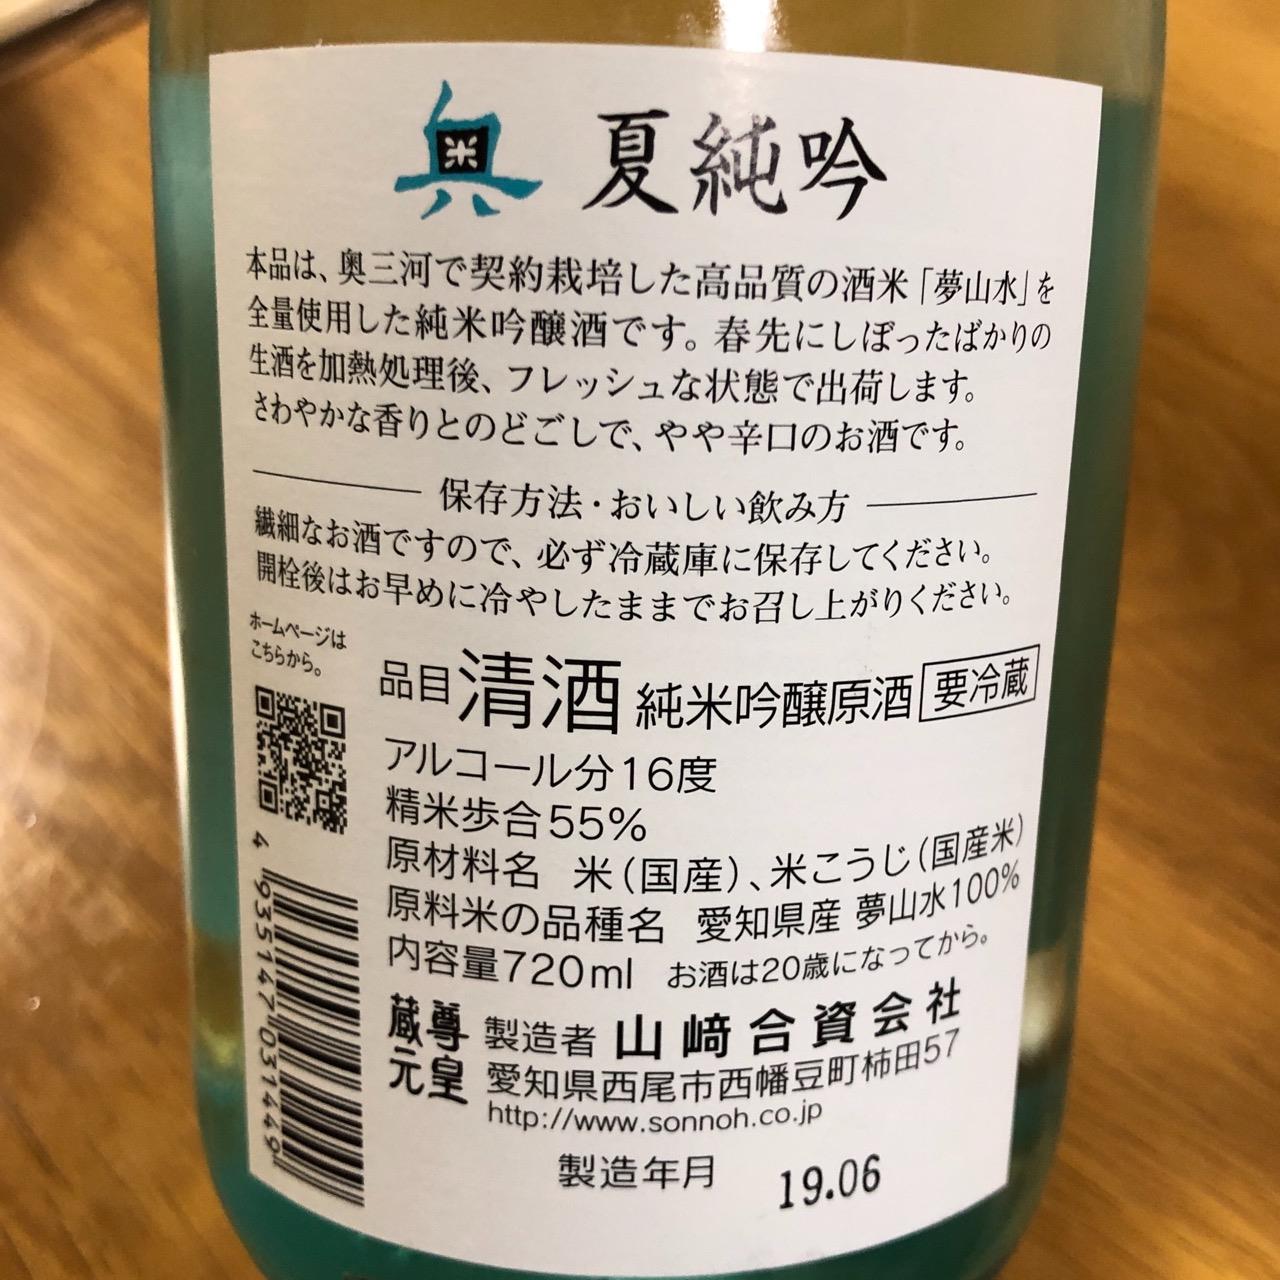 奥 夏純吟
本品は、奥三河で契約栽培した高品質の酒米「夢山水」を
全量使用した純米吟醸酒です。春先にしぼったばかりの
生酒を加熱処理後、フレッシュな状態で出荷します。
さわやかな香りとのどごしで、やや辛口のお酒です。
保存方法・おいしい飲み方
繊細なお酒ですので、必ず冷蔵庫に保存してください。
開栓後はお早めに冷やしたままでお召し上がりください。
ホームページは
こちらから。
品目 清酒 純米吟醸原酒 要冷蔵
アルコール分16度
精米歩合55%
原材料名 米(国産)、米こうじ(国産米)
原料米の品種名 愛知県産 夢山水100%
内容量720ml お酒は20歳になってから。
尊皇蔵元 製造者 山﨑合資会社
愛知県西尾市西幡豆町柿田57
http://www.sonnoh.co.jp
製造年月 19.06
4 935147 031449